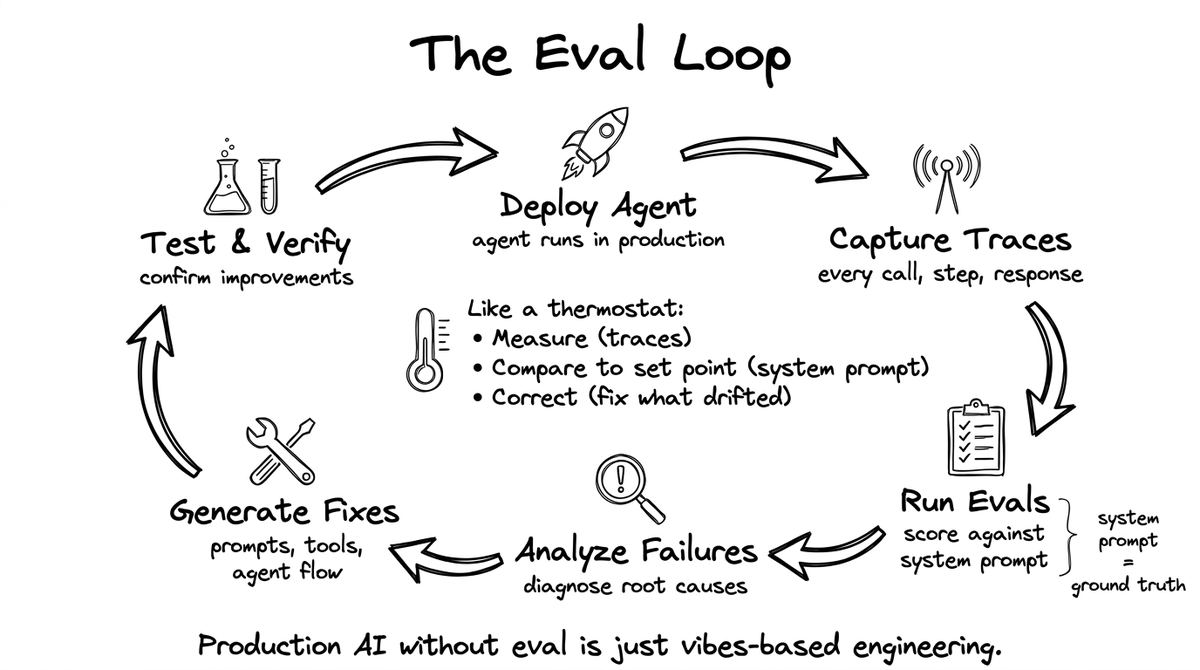 The Eval Loop
Deploy Agent
agent runs in production
Capture Traces
every call, step, response
Run Evals
score against
system prompt
system
prompt
=
ground truth
Analyze Failures
diagnose root causes
Generate Fixes
prompts, tools,
agent flow
Test & Verify
confirm improvements
Like a thermostat:
• Measure (traces)
• Compare to set point (system prompt)
• Correct (fix what drifted)
Production AI without eval is just vibes-based engineering.